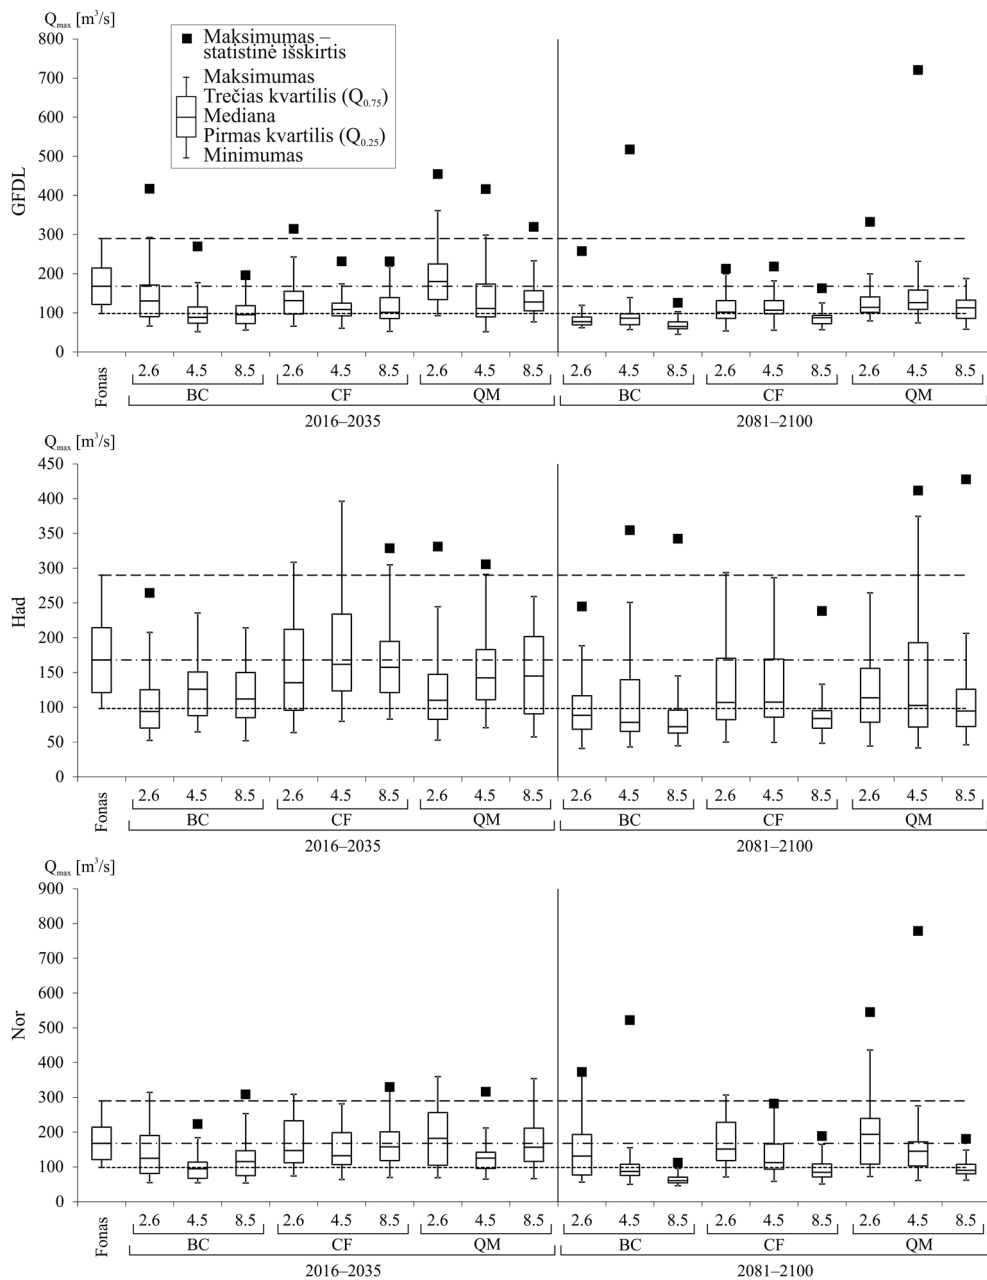 Qmax [m³/s]
Maksimumas –
statistinė išskirtis
Maksimumas
Trečias kvartilis (Q0.75)
Mediana
Pirmas kvartilis (Q0.25)
Minimumas
GFDL
800
700
600
500
400
300
200
100
0
Fonas 2.6 4.5 8.5 2.6 4.5 8.5 2.6 4.5 8.5 2.6 4.5 8.5 2.6 4.5 8.5 2.6 4.5 8.5
BC CF QM BC CF QM
2016–2035 2081–2100
Qmax [m³/s]
Had
450
400
350
300
250
200
150
100
50
0
Fonas 2.6 4.5 8.5 2.6 4.5 8.5 2.6 4.5 8.5 2.6 4.5 8.5 2.6 4.5 8.5 2.6 4.5 8.5
BC CF QM BC CF QM
2016–2035 2081–2100
Qmax [m³/s]
Nor
900
800
700
600
500
400
300
200
100
0
Fonas 2.6 4.5 8.5 2.6 4.5 8.5 2.6 4.5 8.5 2.6 4.5 8.5 2.6 4.5 8.5 2.6 4.5 8.5
BC CF QM BC CF QM
2016–2035 2081–2100